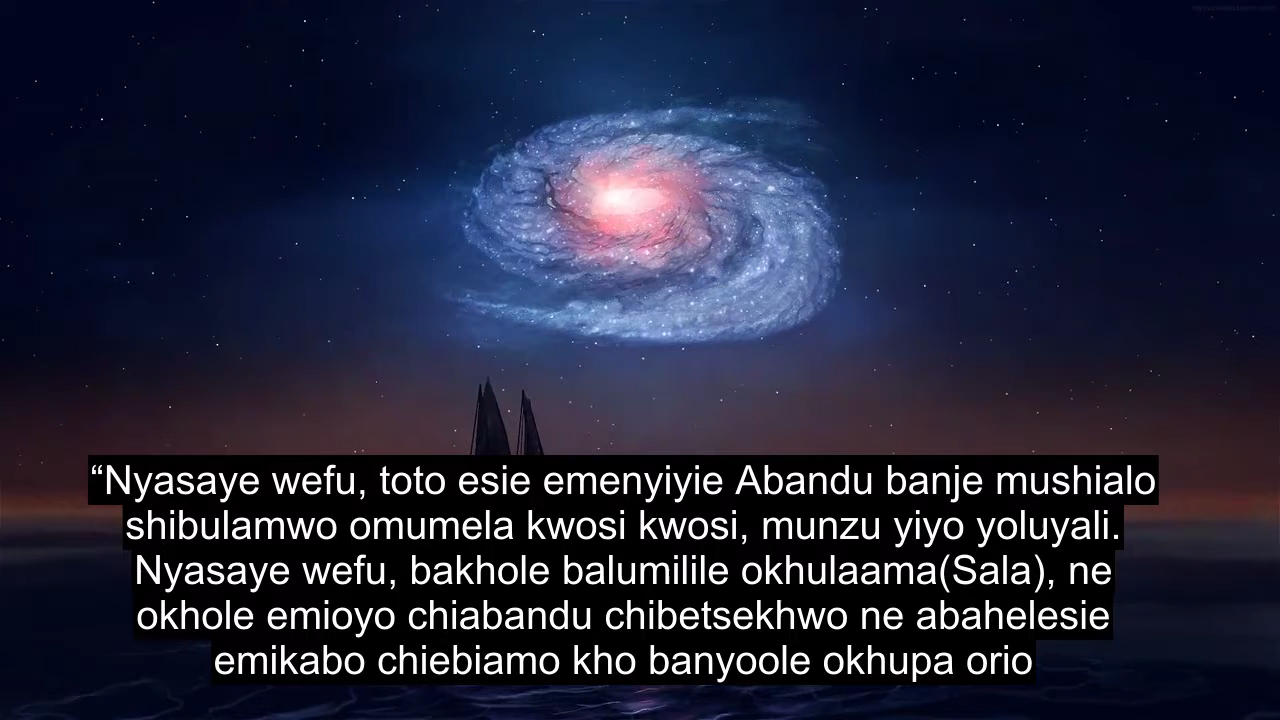 “Nyasaye wefu, toto esie emenyiyie Abandu banje mushialo
shibulamwo omumela kwosi kwosi, munzu yiyo yoluyali.
Nyasaye wefu, bakhole balumilile okhulaama(Sala), ne
okhole emioyo chiabandu chibetsekhwo ne abahelesie
emikabo chiebiamo kho banyoole okhupa orio